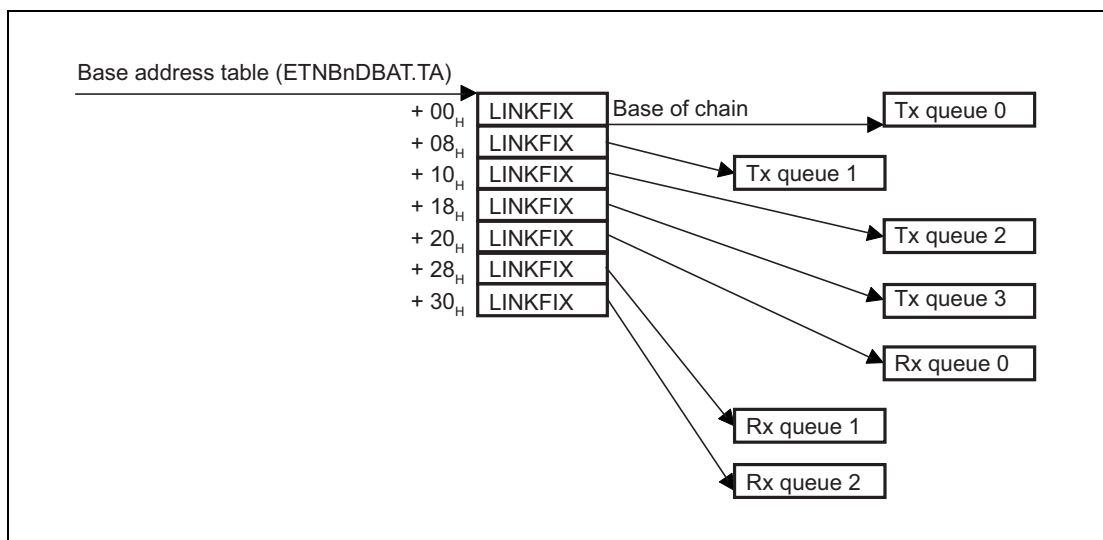 Base address table (ETNBnDBAT.TA)
+ 00H LINKFIX Base of chain Tx queue 0
+ 08H LINKFIX
Tx queue 1
+ 10H LINKFIX
+ 18H LINKFIX
Tx queue 2
+ 20H LINKFIX
+ 28H LINKFIX
+ 30H LINKFIX
Tx queue 3
Rx queue 0
Rx queue 1
Rx queue 2